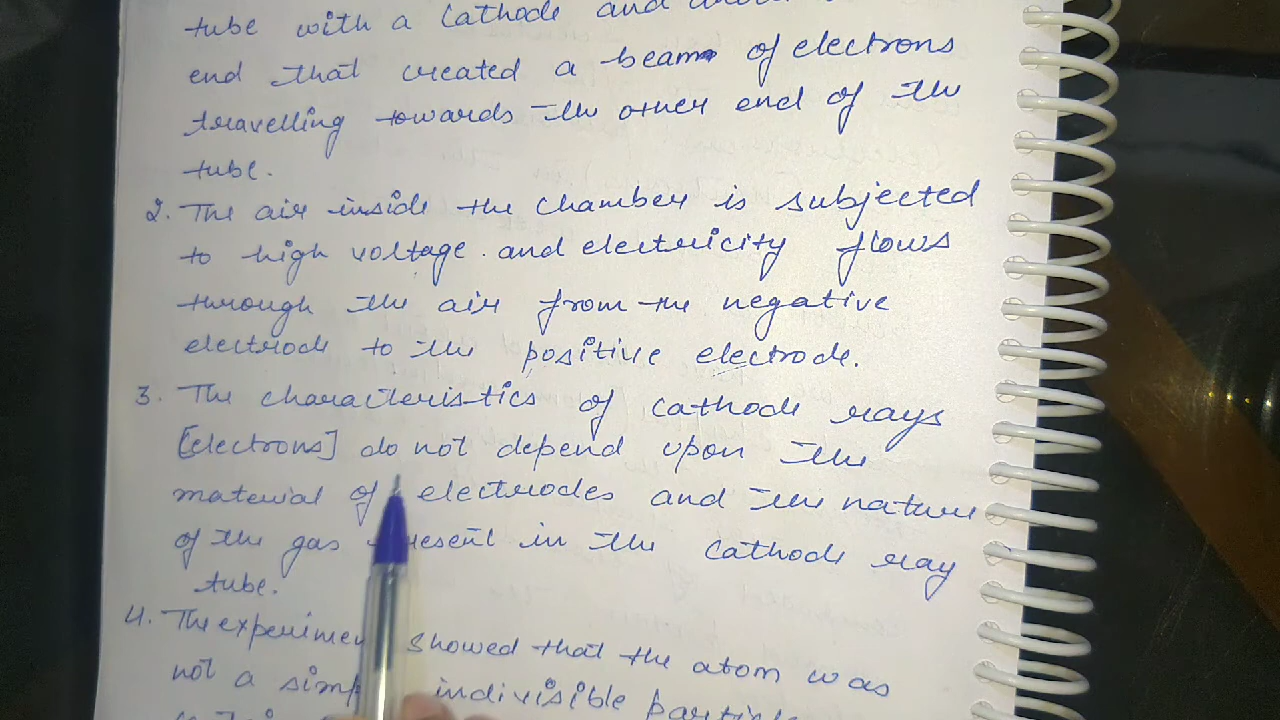 tube with a Cathode and
end that created a beam of electrons
travelling towards the other end of the
tube.
2. The air inside the chamber is subjected
to high voltage and electricity flows
through the air from the negative
electrode to the positive electrode.
3. The characteristics of cathode rays
[electrons] do not depend upon the
material of electrodes and the nature
of the gas present in the cathode ray
tube.
4. The experiment showed that the atom was
not a simple indivisible particle